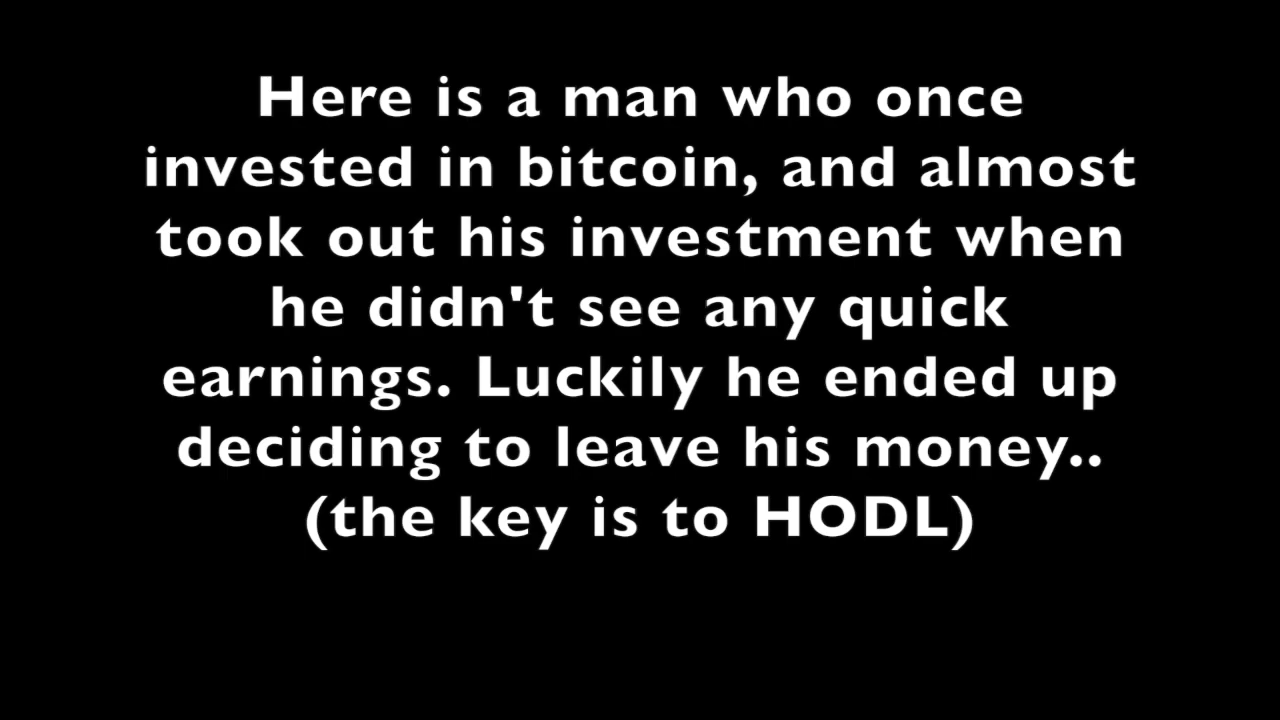 Here is a man who once
invested in bitcoin, and almost
took out his investment when
he didn't see any quick
earnings. Luckily he ended up
deciding to leave his money..
(the key is to HODL)